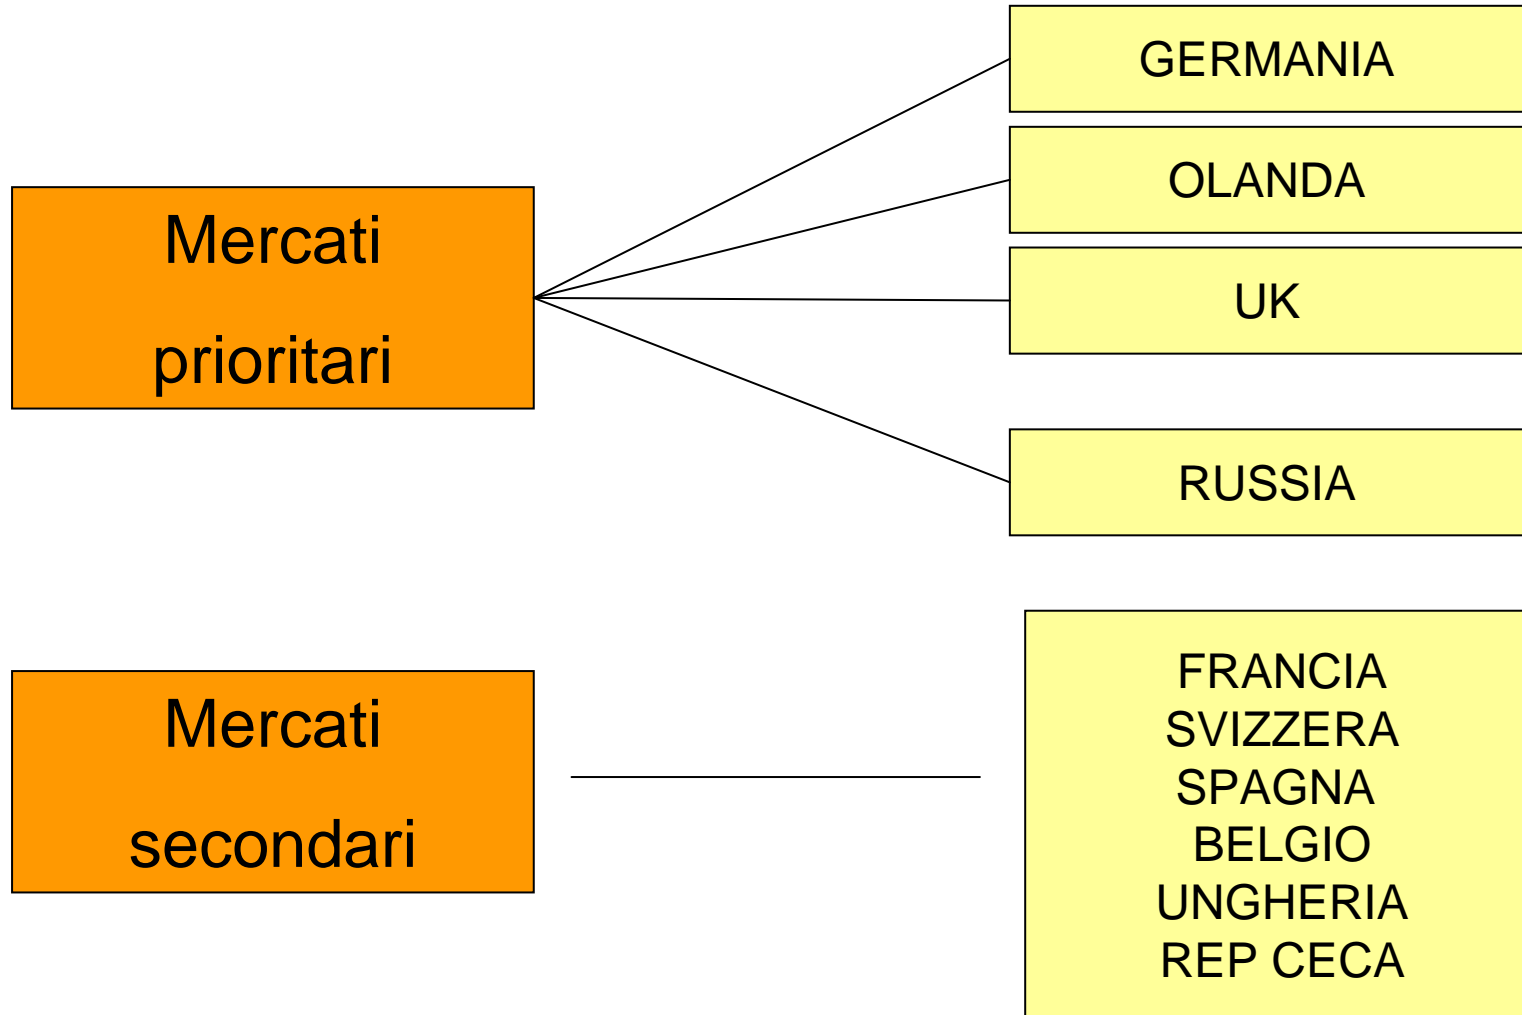 Mercati
prioritari
GERMANIA
OLANDA
UK
RUSSIA
Mercati
secondari
FRANCIA
SVIZZERA
SPAGNA
BELGIO
UNGHERIA
REP CECA